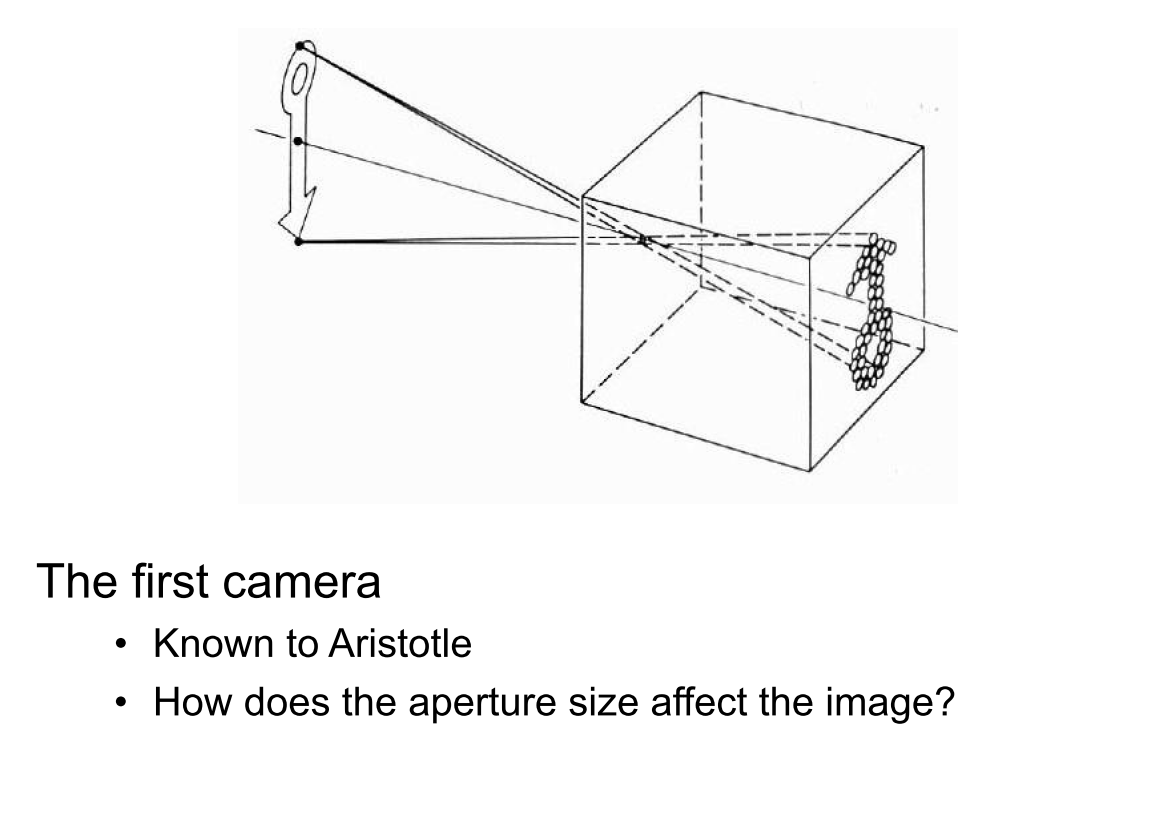 The first camera
• Known to Aristotle
• How does the aperture size affect the image?